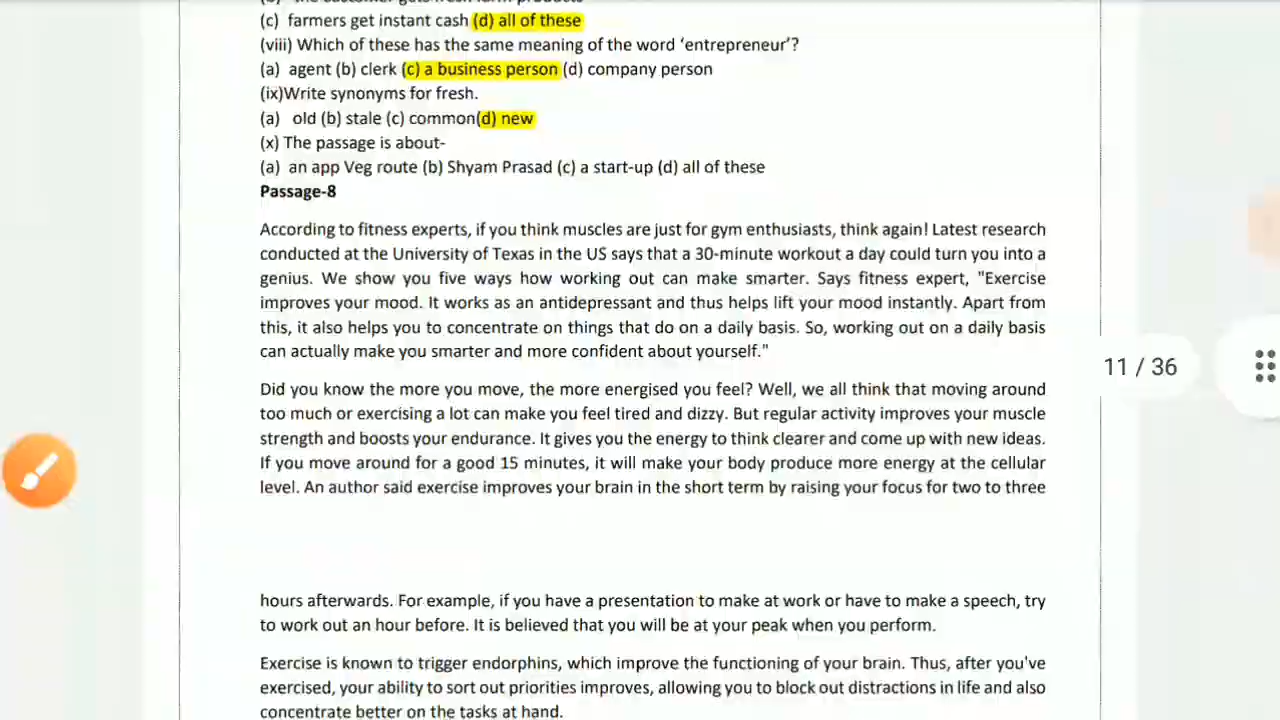 (b) the customer gets fresh farm products
(c) farmers get instant cash (d) all of these
(viii) Which of these has the same meaning of the word ‘entrepreneur’?
(a) agent (b) clerk (c) a business person (d) company person
(ix)Write synonyms for fresh.
(a) old (b) stale (c) common(d) new
(x) The passage is about-
(a) an app Veg route (b) Shyam Prasad (c) a start-up (d) all of these
Passage-8
According to fitness experts, if you think muscles are just for gym enthusiasts, think again! Latest research
conducted at the University of Texas in the US says that a 30-minute workout a day could turn you into a
genius. We show you five ways how working out can make smarter. Says fitness expert, "Exercise
improves your mood. It works as an antidepressant and thus helps lift your mood instantly. Apart from
this, it also helps you to concentrate on things that do on a daily basis. So, working out on a daily basis
can actually make you smarter and more confident about yourself."
Did you know the more you move, the more energised you feel? Well, we all think that moving around
too much or exercising a lot can make you feel tired and dizzy. But regular activity improves your muscle
strength and boosts your endurance. It gives you the energy to think clearer and come up with new ideas.
If you move around for a good 15 minutes, it will make your body produce more energy at the cellular
level. An author said exercise improves your brain in the short term by raising your focus for two to three
11 / 36
hours afterwards. For example, if you have a presentation to make at work or have to make a speech, try
to work out an hour before. It is believed that you will be at your peak when you perform.
Exercise is known to trigger endorphins, which improve the functioning of your brain. Thus, after you've
exercised, your ability to sort out priorities improves, allowing you to block out distractions in life and also
concentrate better on the tasks at hand.